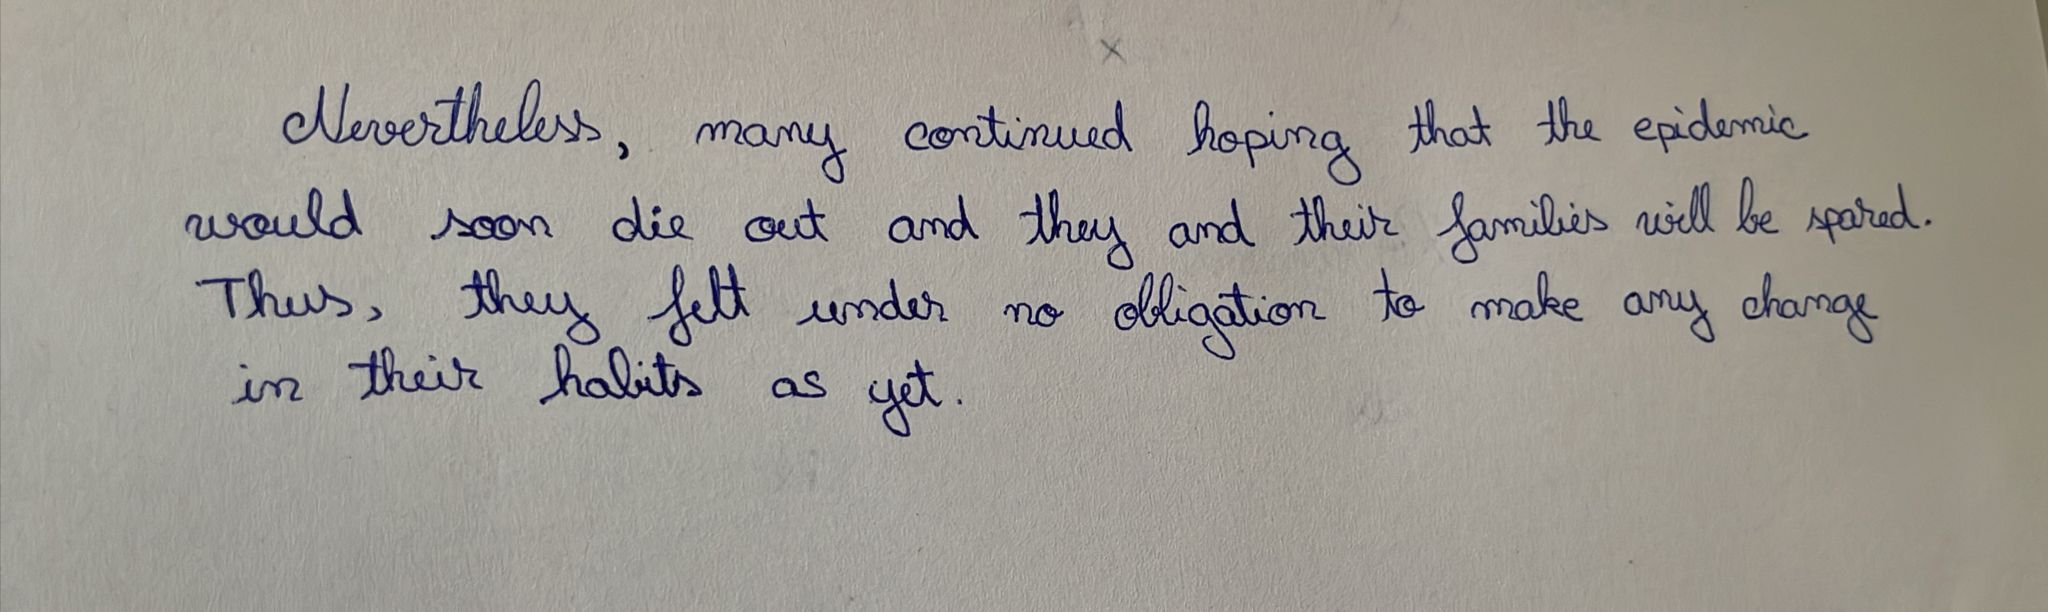 Nevertheless, many continued hoping that the epidemic
would soon die out and they and their families will be spared.
Thus, they felt under no obligation to make any change
in their habits as yet.